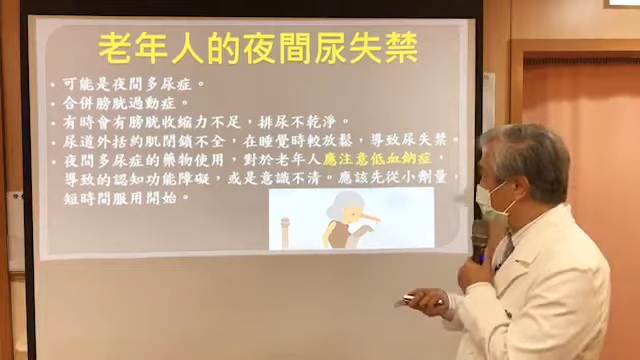 老年人的夜間尿失禁
• 可能是夜間多尿症。
• 合併膀胱過動症。
• 有時會有膀胱收縮力不足，排尿不乾淨。
• 尿道外括約肌閉鎖不全，在睡覺時較放鬆，導致尿失禁。
• 夜間多尿症的藥物使用，對於老年人應注意低血鈉症，
導致的認知功能障礙，或是意識不清。應該先從小劑量，
短時間服用開始。